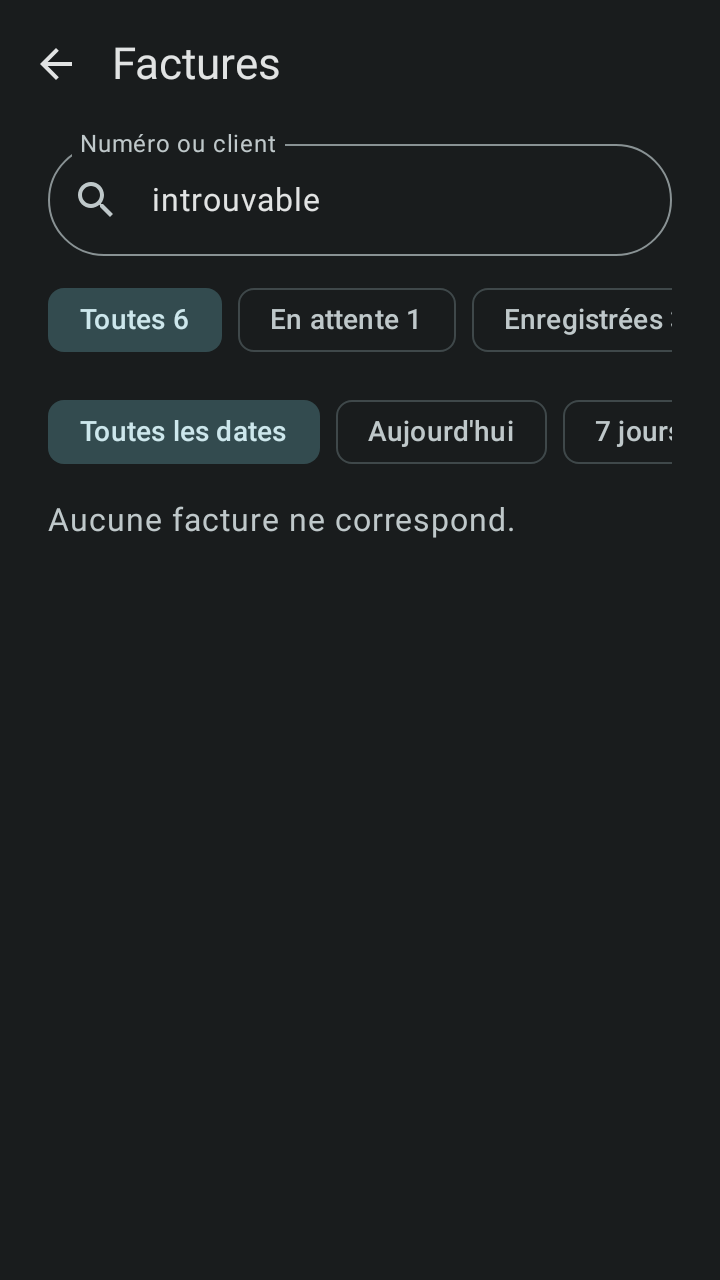 Factures
Numéro ou client
introuvable
Toutes 6
En attente 1
Enregistrées
Toutes les dates
Aujourd'hui
7 jours
Aucune facture ne correspond.